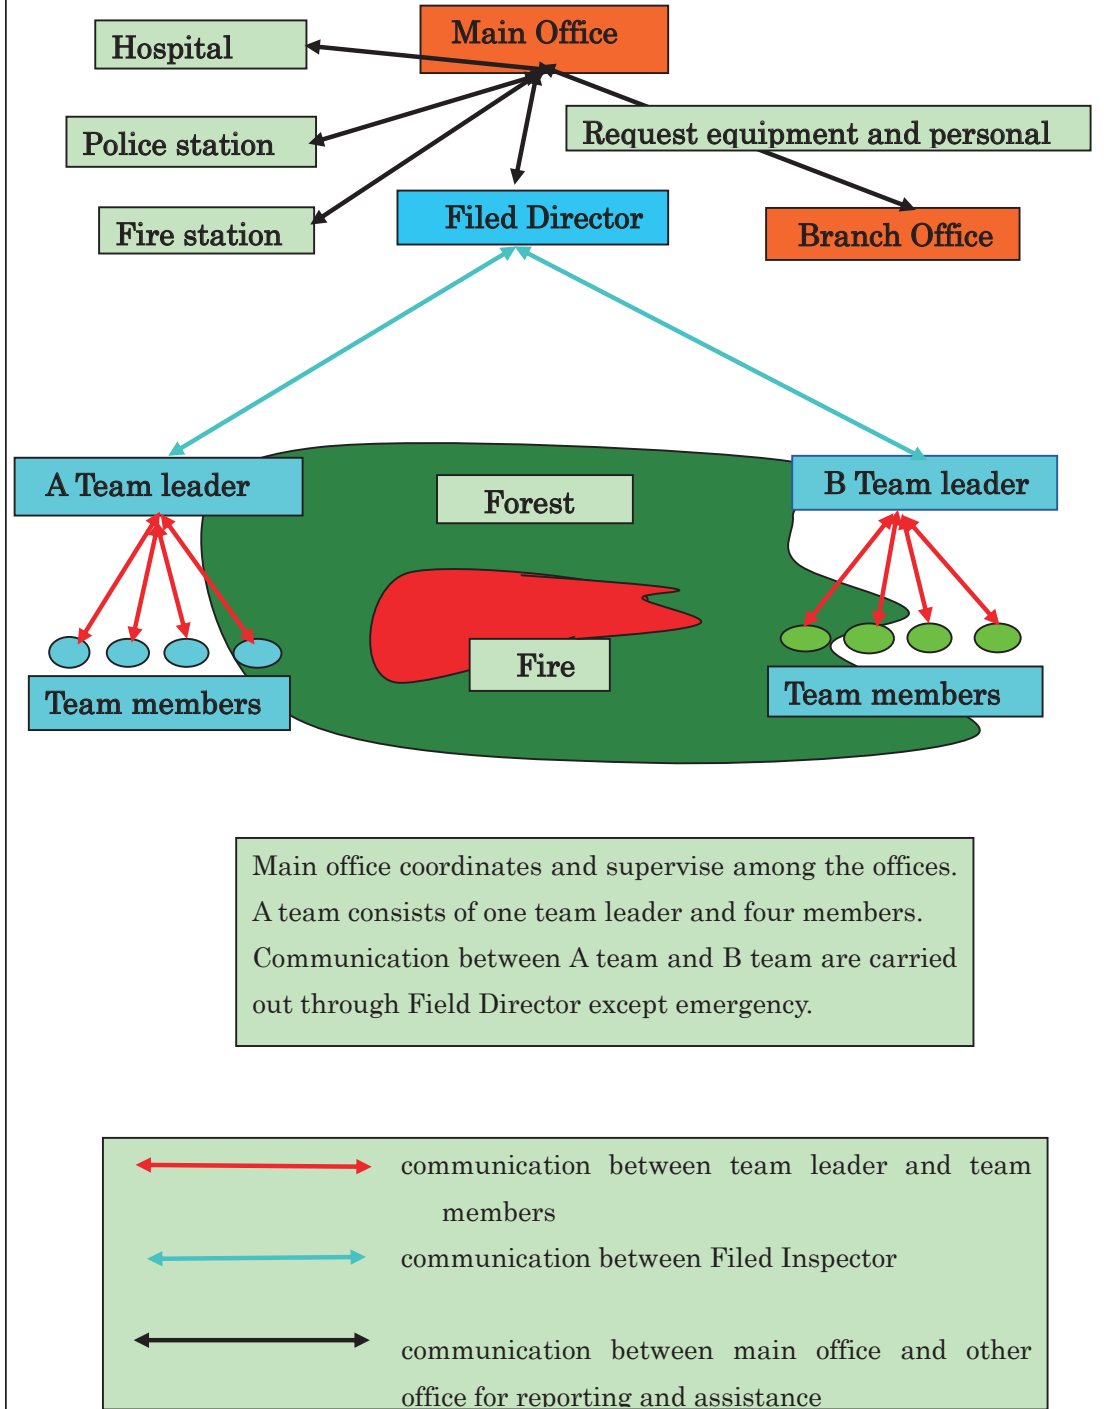 Main Office
Hospital
Request equipment and personal
Police station
Filed Director
Fire station
Branch Office
A Team leader
B Team leader
Forest
Fire
Team members
Team members
Main office coordinates and supervise among the offices.
A team consists of one team leader and four members.
Communication between A team and B team are carried
out through Field Director except emergency.
communication between team leader and team
members
communication between Filed Inspector
communication between main office and other
office for reporting and assistance